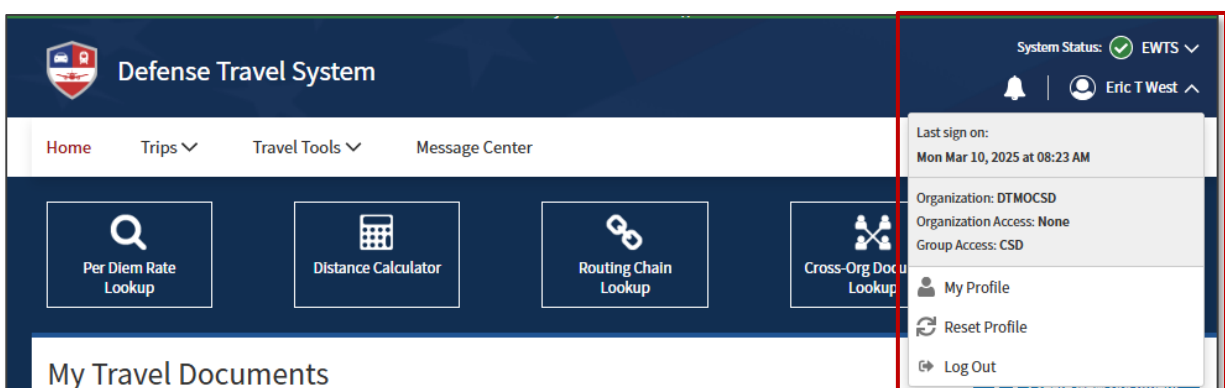 System Status: EWTS
Defense Travel System
Eric T West
Home Trips Travel Tools Message Center
Last sign on:
Mon Mar 10, 2025 at 08:23 AM
Organization: DTMOCSD
Organization Access: None
Group Access: CSD
Per Diem Rate
Lookup
Distance Calculator
Routing Chain
Lookup
Cross-Org Docu
Lookup
My Profile
Reset Profile
Log Out
My Travel Documents